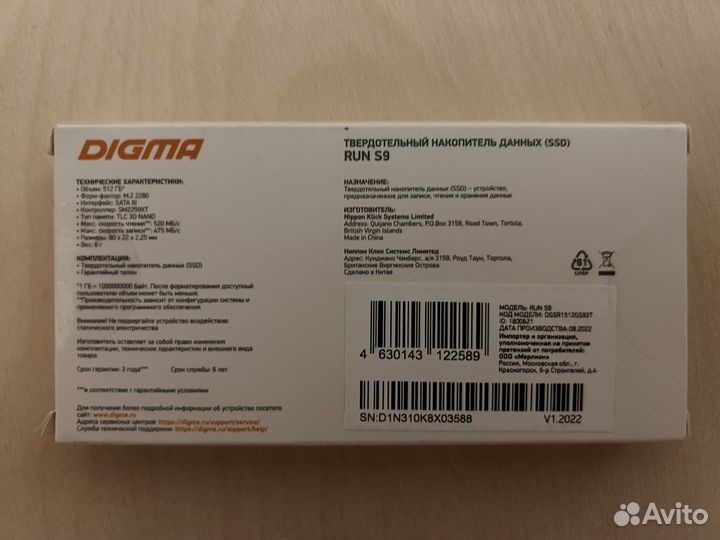 DIGMA
ТЕХНИЧЕСКИЕ ХАРАКТЕРИСТИКИ:
• Объем: 512 ГБ*
• Форм-фактор: M.2 2280
• Интерфейс: SATA III
• Контроллер: SM2259XT
• Тип памяти: TLC 3D NAND
• Макс. скорость чтения**: 520 МБ/с
• Макс. скорость записи**: 475 МБ/с
• Размеры: 80 x 22 x 2,25 мм
• Вес: 8 г
КОМПЛЕКТАЦИЯ:
• Твердотельный накопитель данных (SSD)
• Гарантийный талон
*1 ГБ = 1000000000 байт. После форматирования доступный
пользователю объем может быть меньше.
**Производительность зависит от конфигурации системы и
применяемого программного обеспечения
Внимание! Не подвергайте устройство воздействию
статического электричества
Изготовитель оставляет за собой право изменения
комплектации, технических характеристик и внешнего вида
товара.
Срок гарантии: 3 года*** Срок службы: 6 лет
***в соответствии с гарантийными условиями
Для получения более подробной информации об устройстве посетите
сайт: www.digma.ru
Адреса сервисных центров: https://digma.ru/support/service/
Служба технической поддержки: https://digma.ru/support/help/
ТВЕРДОТЕЛЬНЫЙ НАКОПИТЕЛЬ ДАННЫХ (SSD)
RUN S9
НАЗНАЧЕНИЕ:
Твердотельный накопитель данных (SSD) – устройство,
предназначенное для записи, чтения и хранения данных
ИЗГОТОВИТЕЛЬ:
Nippon Klick Systems Limited
Address: Quijano Chambers, P.O.Box 3159, Road Town, Tortola,
British Virgin Islands
Made in China
Ниппон Клик Системс Лимитед
Адрес: Куиджано Чамберс, а/я 3159, Роуд Таун, Тортола,
Британские Виргинские Острова
Сделано в Китае
81
C/PAP
4 630143 122589
МОДЕЛЬ: RUN S9
КОД МОДЕЛИ: DGSR1512GS93T
ID: 1800621
ДАТА ПРОИЗВОДСТВА: 08.2022
Импортер и организация,
уполномоченная на принятие
претензий от потребителей:
ООО «Мерлион»
Россия, Московская обл., г.
Красногорск, б-р Строителей, д.4
SN:D1N310K8X03588
V1.2022
Avito